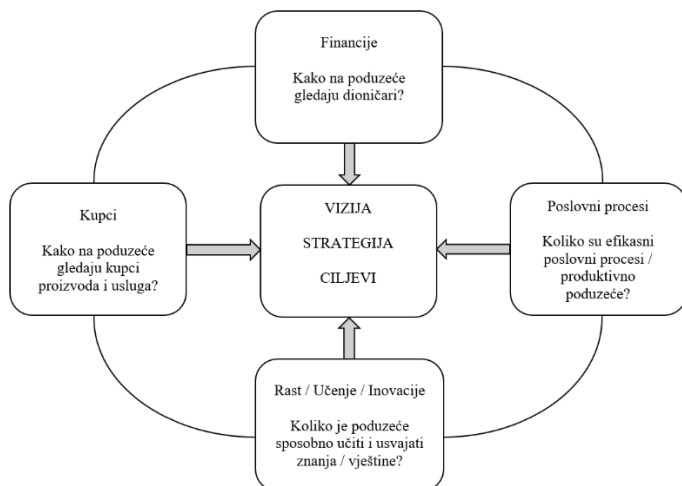 Financije
Kako na poduzeće
gledaju dioničari?
Kupci
Kako na poduzeće
gledaju kupci
proizvoda i usluga?
VIZIJA
STRATEGIJA
CILJEVI
Poslovni procesi
Koliko su efikasni
poslovni procesi /
produktivno
poduzeće?
Rast / Učenje / Inovacije
Koliko je poduzeće
sposobno učiti i usvajati
znanja / vještine?